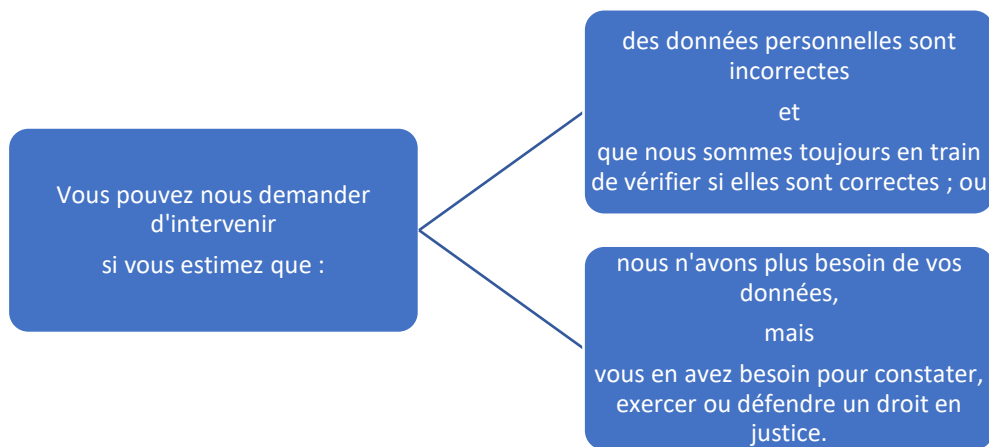 Vous pouvez nous demander
d'intervenir
si vous estimez que :
des données personnelles sont
incorrectes
et
que nous sommes toujours en train
de vérifier si elles sont correctes ; ou
nous n'avons plus besoin de vos
données,
mais
vous en avez besoin pour constater,
exercer ou défendre un droit en
justice.